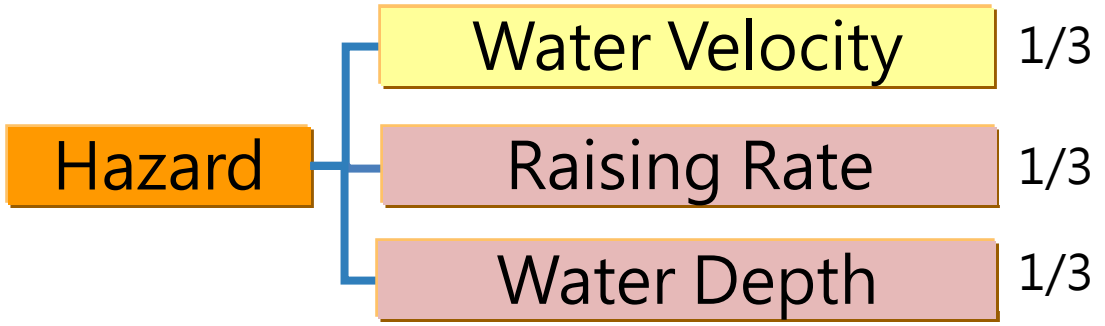 Water Velocity 1/3
Hazard
Raising Rate 1/3
Water Depth 1/3